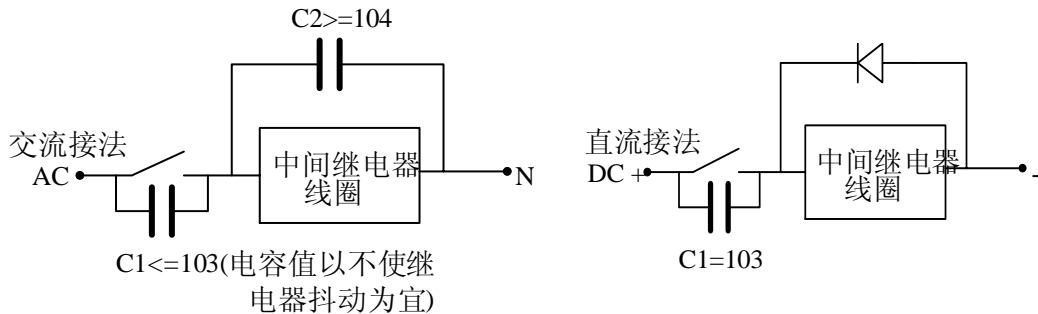 C2>=104
交流接法
AC
中间继电器
线圈
N
C1<=103(电容值以不使继
电器抖动为宜)
直流接法
DC +
中间继电器
线圈
-
C1=103